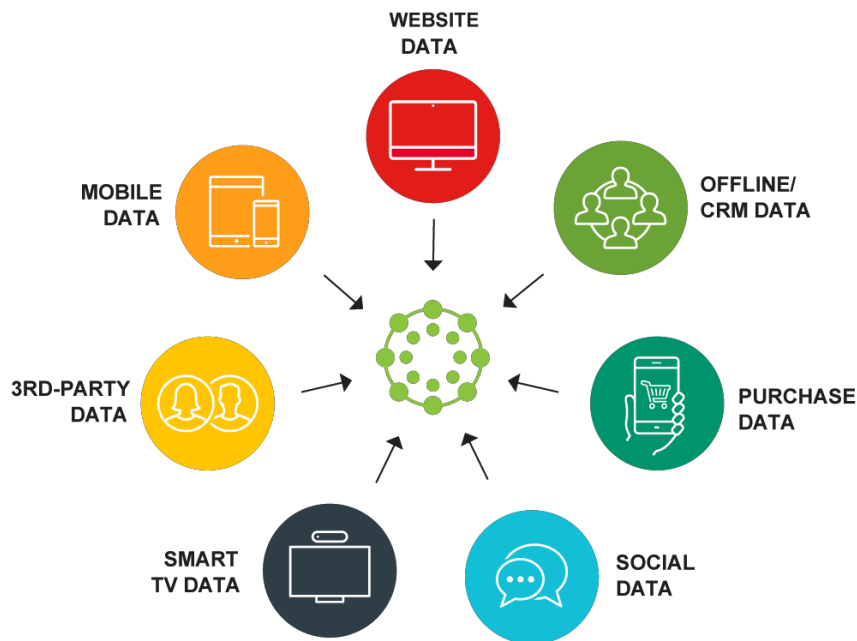 WEBSITE
DATA
OFFLINE/
CRM DATA
PURCHASE
DATA
SOCIAL
DATA
SMART
TV DATA
3RD-PARTY
DATA
MOBILE
DATA